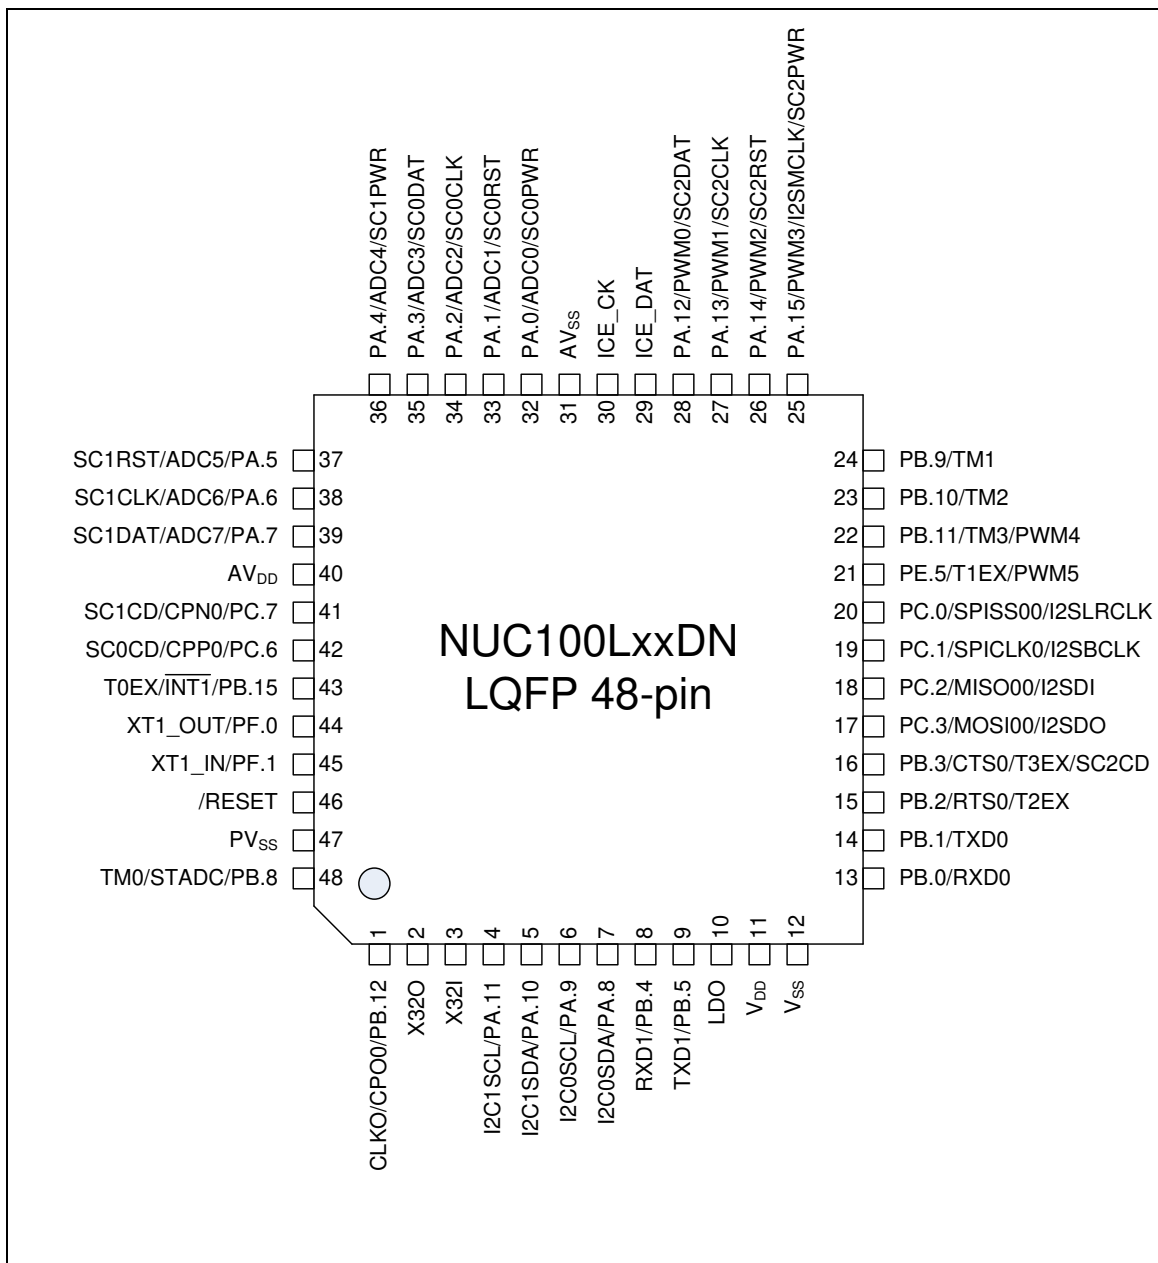 PA.4/ADC4/SC1PWR
PA.3/ADC3/SC0DAT
PA.2/ADC2/SC0CLK
PA.1/ADC1/SC0RST
PA.0/ADC0/SC0PWR
AVSS
ICE_CK
ICE_DAT
PA.12/PWM0/SC2DAT
PA.13/PWM1/SC2CLK
PA.14/PWM2/SC2RST
PA.15/PWM3/I2SMCLK/SC2PWR
36
35
34
33
32
31
30
29
28
27
26
25
SC1RST/ADC5/PA.5 37
SC1CLK/ADC6/PA.6 38
SC1DAT/ADC7/PA.7 39
AVDD 40
SC1CD/CPN0/PC.7 41
SC0CD/CPP0/PC.6 42
T0EX/INT1/PB.15 43
XT1_OUT/PF.0 44
XT1_IN/PF.1 45
/RESET 46
PVSS 47
TM0/STADC/PB.8 48
NUC100LxxDN
LQFP 48-pin
24 PB.9/TM1
23 PB.10/TM2
22 PB.11/TM3/PWM4
21 PE.5/T1EX/PWM5
20 PC.0/SPISS00/I2SLRCLK
19 PC.1/SPICLK0/I2SBCLK
18 PC.2/MISO00/I2SDI
17 PC.3/MOSI00/I2SDO
16 PB.3/CTS0/T3EX/SC2CD
15 PB.2/RTS0/T2EX
14 PB.1/TXD0
13 PB.0/RXD0
1
2
3
4
5
6
7
8
9
10
11
12
CLKO/CPO0/PB.12
X32O
X32I
I2C1SCL/PA.11
I2C1SDA/PA.10
I2C0SCL/PA.9
I2C0SDA/PA.8
RXD1/PB.4
TXD1/PB.5
LDO
VDD
VSS